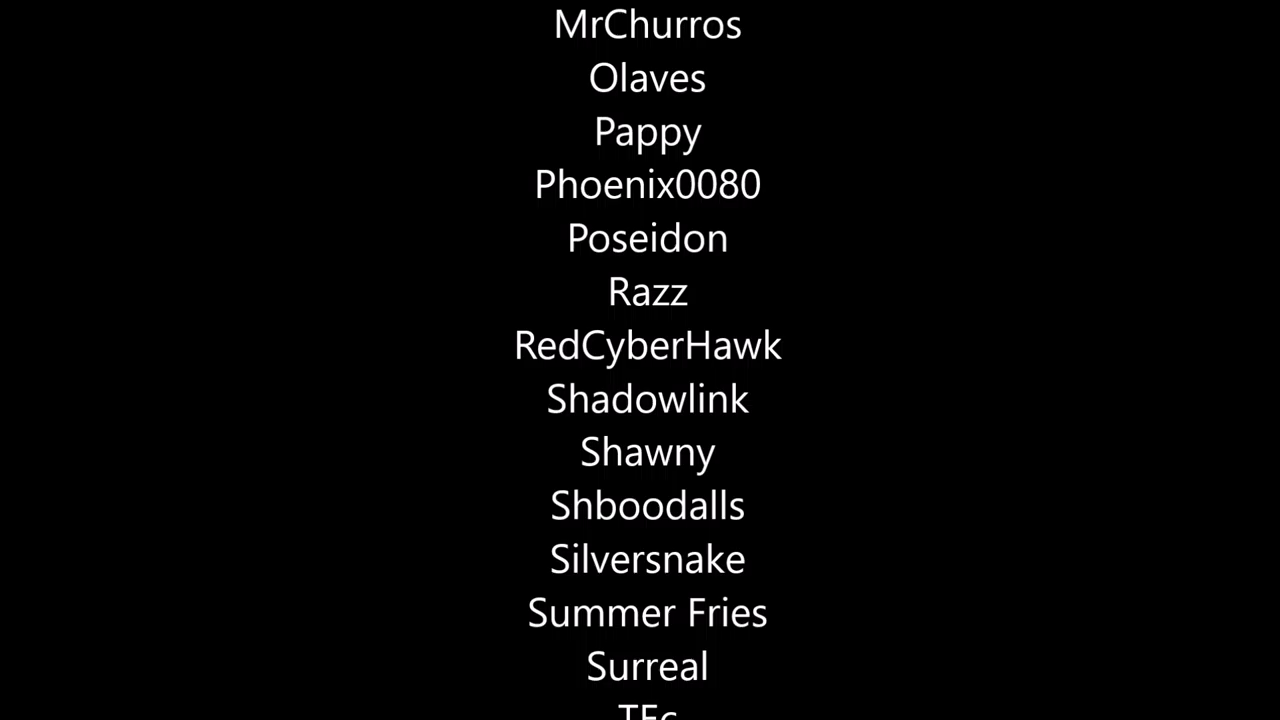 MrChurros
Olaves
Pappy
Phoenix0080
Poseidon
Razz
RedCyberHawk
Shadowlink
Shawny
Shboodalls
Silversnake
Summer Fries
Surreal